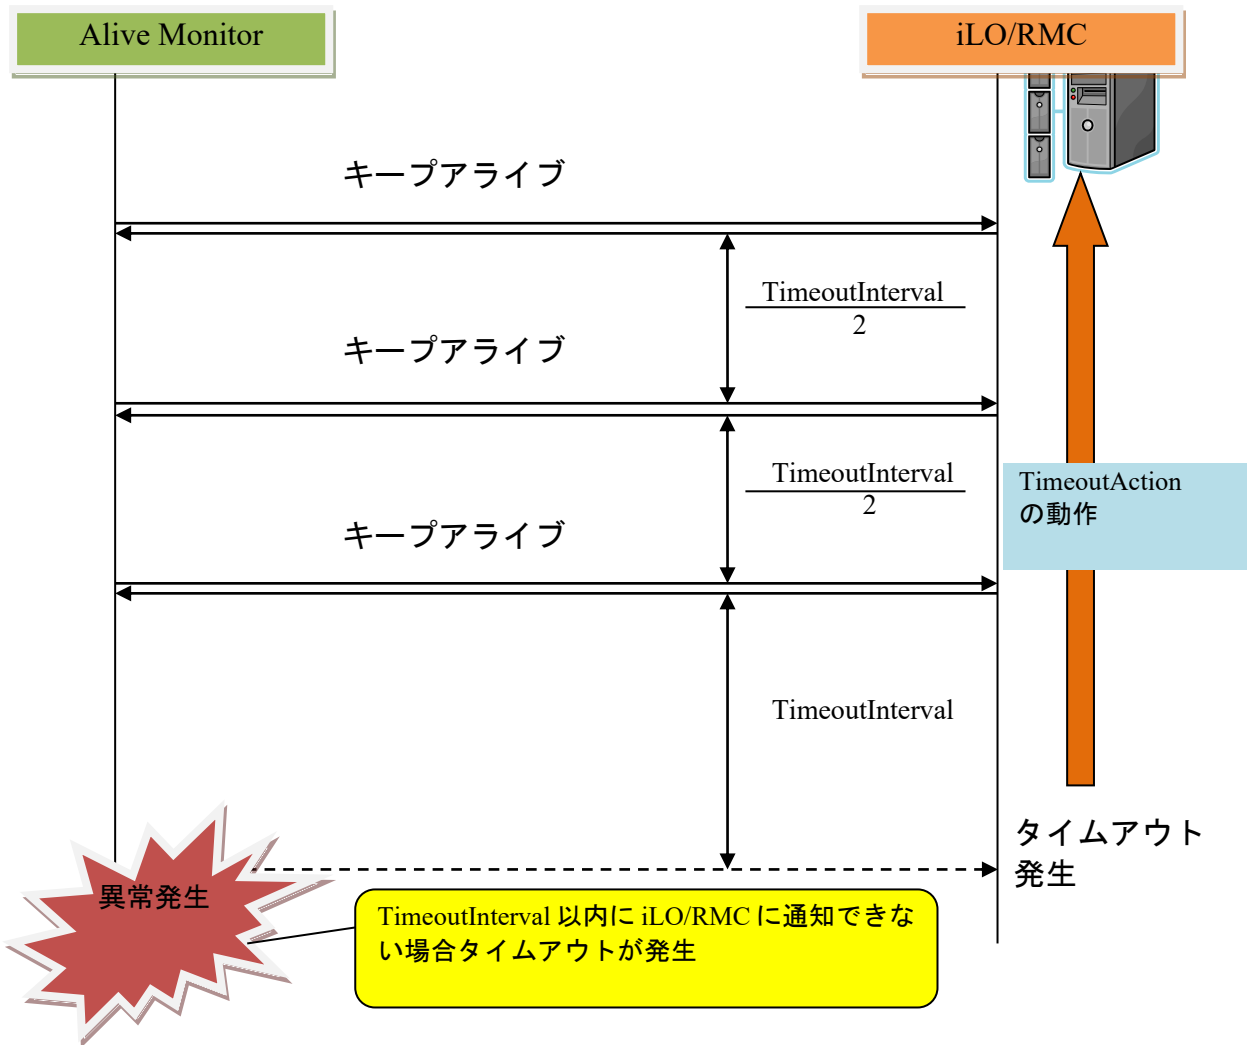 Alive Monitor
iLO/RMC
キープアライブ
TimeoutInterval
2
キープアライブ
TimeoutInterval
2
TimeoutAction
の動作
キープアライブ
TimeoutInterval
タイムアウト
発生
異常発生
TimeoutInterval 以内に iLO/RMC に通知できな
い場合タイムアウトが発生